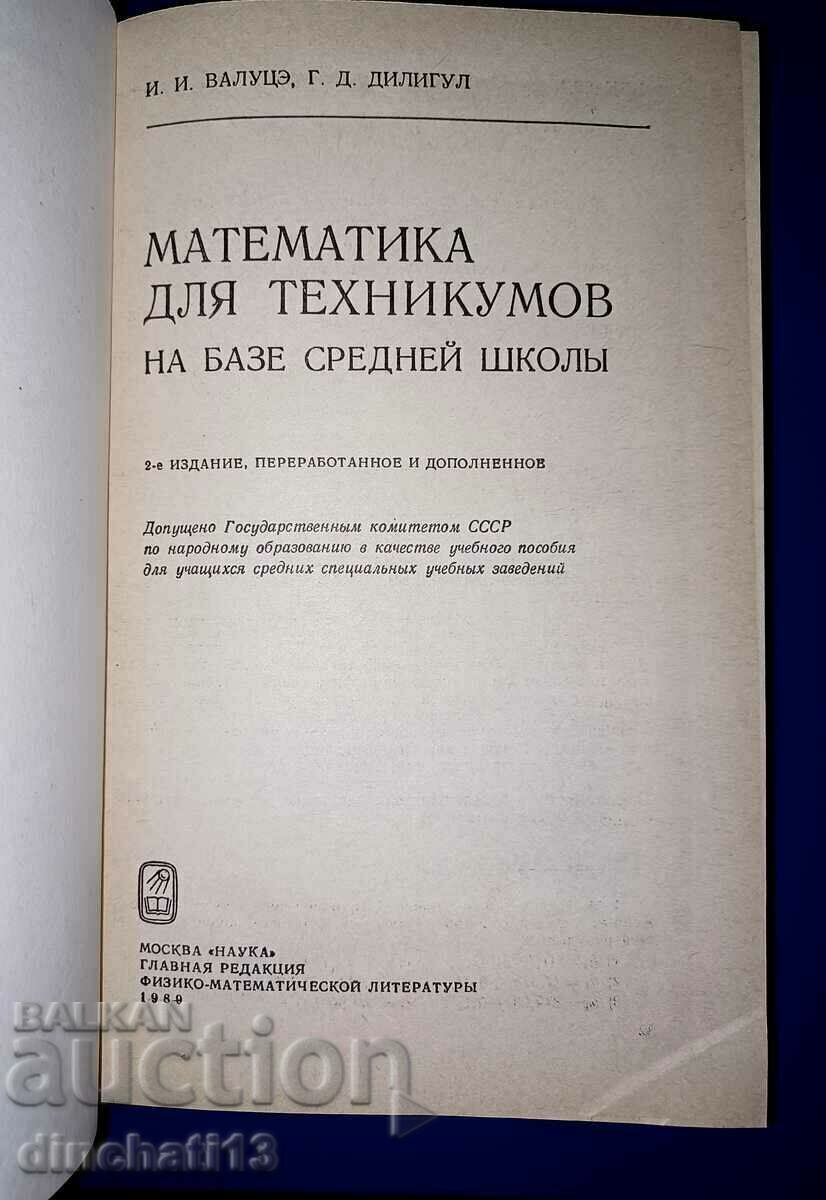 И. И. ВАЛУЦЭ, Г. Д. ДИЛИГУЛ
МАТЕМАТИКА
ДЛЯ ТЕХНИКУМОВ
НА БАЗЕ СРЕДНЕЙ ШКОЛЫ
2-е ИЗДАНИЕ, ПЕРЕРАБОТАННОЕ И ДОПОЛНЕННОЕ
Допущено Государственным комитетом СССР
по народному образованию в качестве учебного пособия
для учащихся средних специальных учебных заведений
МОСКВА «НАУКА»
ГЛАВНАЯ РЕДАКЦИЯ
ФИЗИКО-МАТЕМАТИЧЕСКОЙ ЛИТЕРАТУРЫ
1989
BALKAN
auction
dinchati13